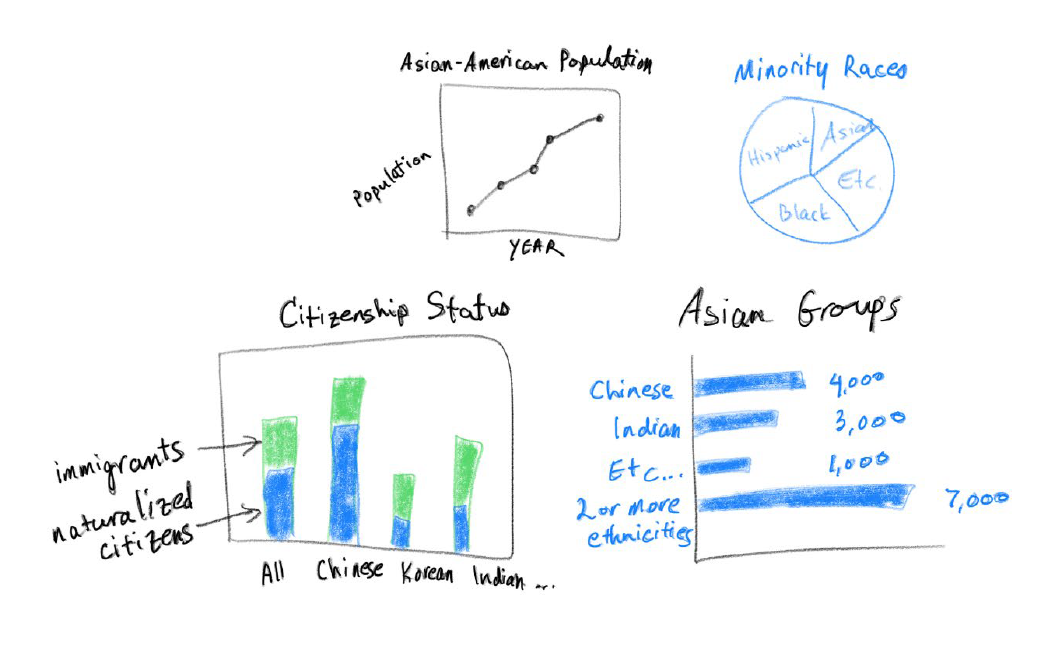 Asian-American Population
Population
YEAR
Minority Races
Hispanic
Asian
Etc.
Black
Citizenship Status
immigrants
naturalized
citizens
All Chinese Korean Indian ...
Asian Groups
Chinese 4,000
Indian 3,000
Etc... 1,000
2 or more
ethnicities 7,000